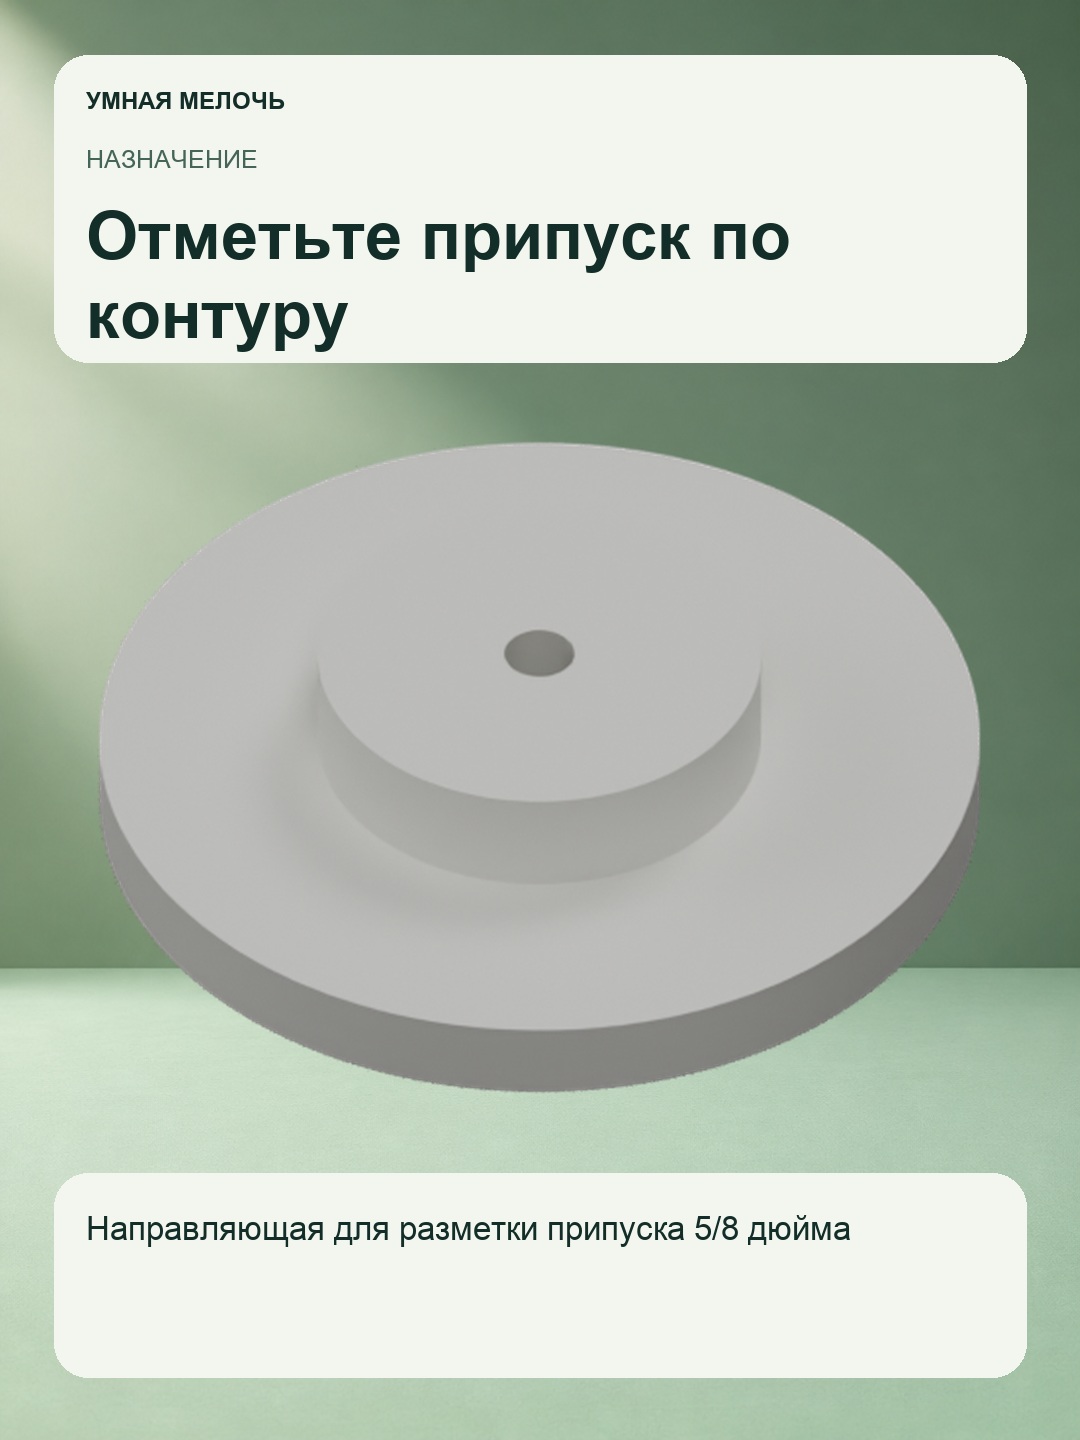 УМНАЯ МЕЛОЧЬ
НАЗНАЧЕНИЕ
Отметьте припуск по
контуру
Направляющая для разметки припуска 5/8 дюйма